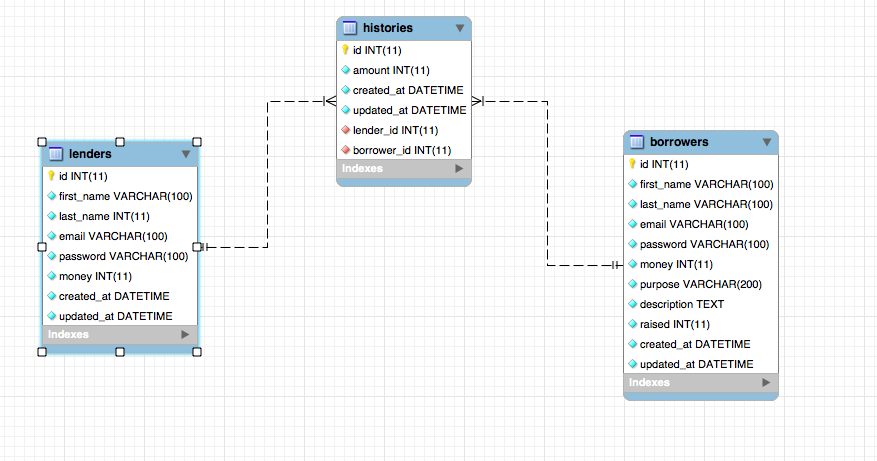 histories
id INT(11)
amount INT(11)
created_at DATETIME
updated_at DATETIME
lender_id INT(11)
borrower_id INT(11)
Indexes
lenders
id INT(11)
first_name VARCHAR(100)
last_name INT(11)
email VARCHAR(100)
password VARCHAR(100)
money INT(11)
created_at DATETIME
updated_at DATETIME
Indexes
borrowers
id INT(11)
first_name VARCHAR(100)
last_name VARCHAR(100)
email VARCHAR(100)
password VARCHAR(100)
money INT(11)
purpose VARCHAR(200)
description TEXT
raised INT(11)
created_at DATETIME
updated_at DATETIME
Indexes